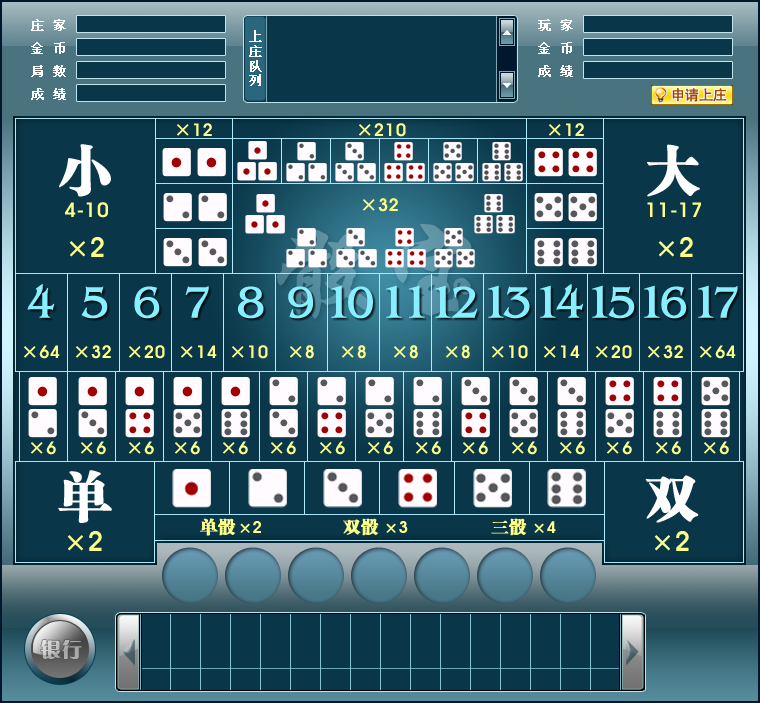 庄 家
金 币
局 数
成 绩
上庄队列
玩 家
金 币
成 绩
申请上庄
×12
×210
×12
小
4-10
×2
×32
大
11-17
×2
骰宝
4 5 6 7 8 9 10 11 12 13 14 15 16 17
×64 ×32 ×20 ×14 ×10 ×8 ×8 ×8 ×8 ×10 ×14 ×20 ×32 ×64
×6 ×6 ×6 ×6 ×6 ×6 ×6 ×6 ×6 ×6 ×6 ×6 ×6 ×6 ×6
单
×2
单骰 ×2 双骰 ×3 三骰 ×4
双
×2
银行